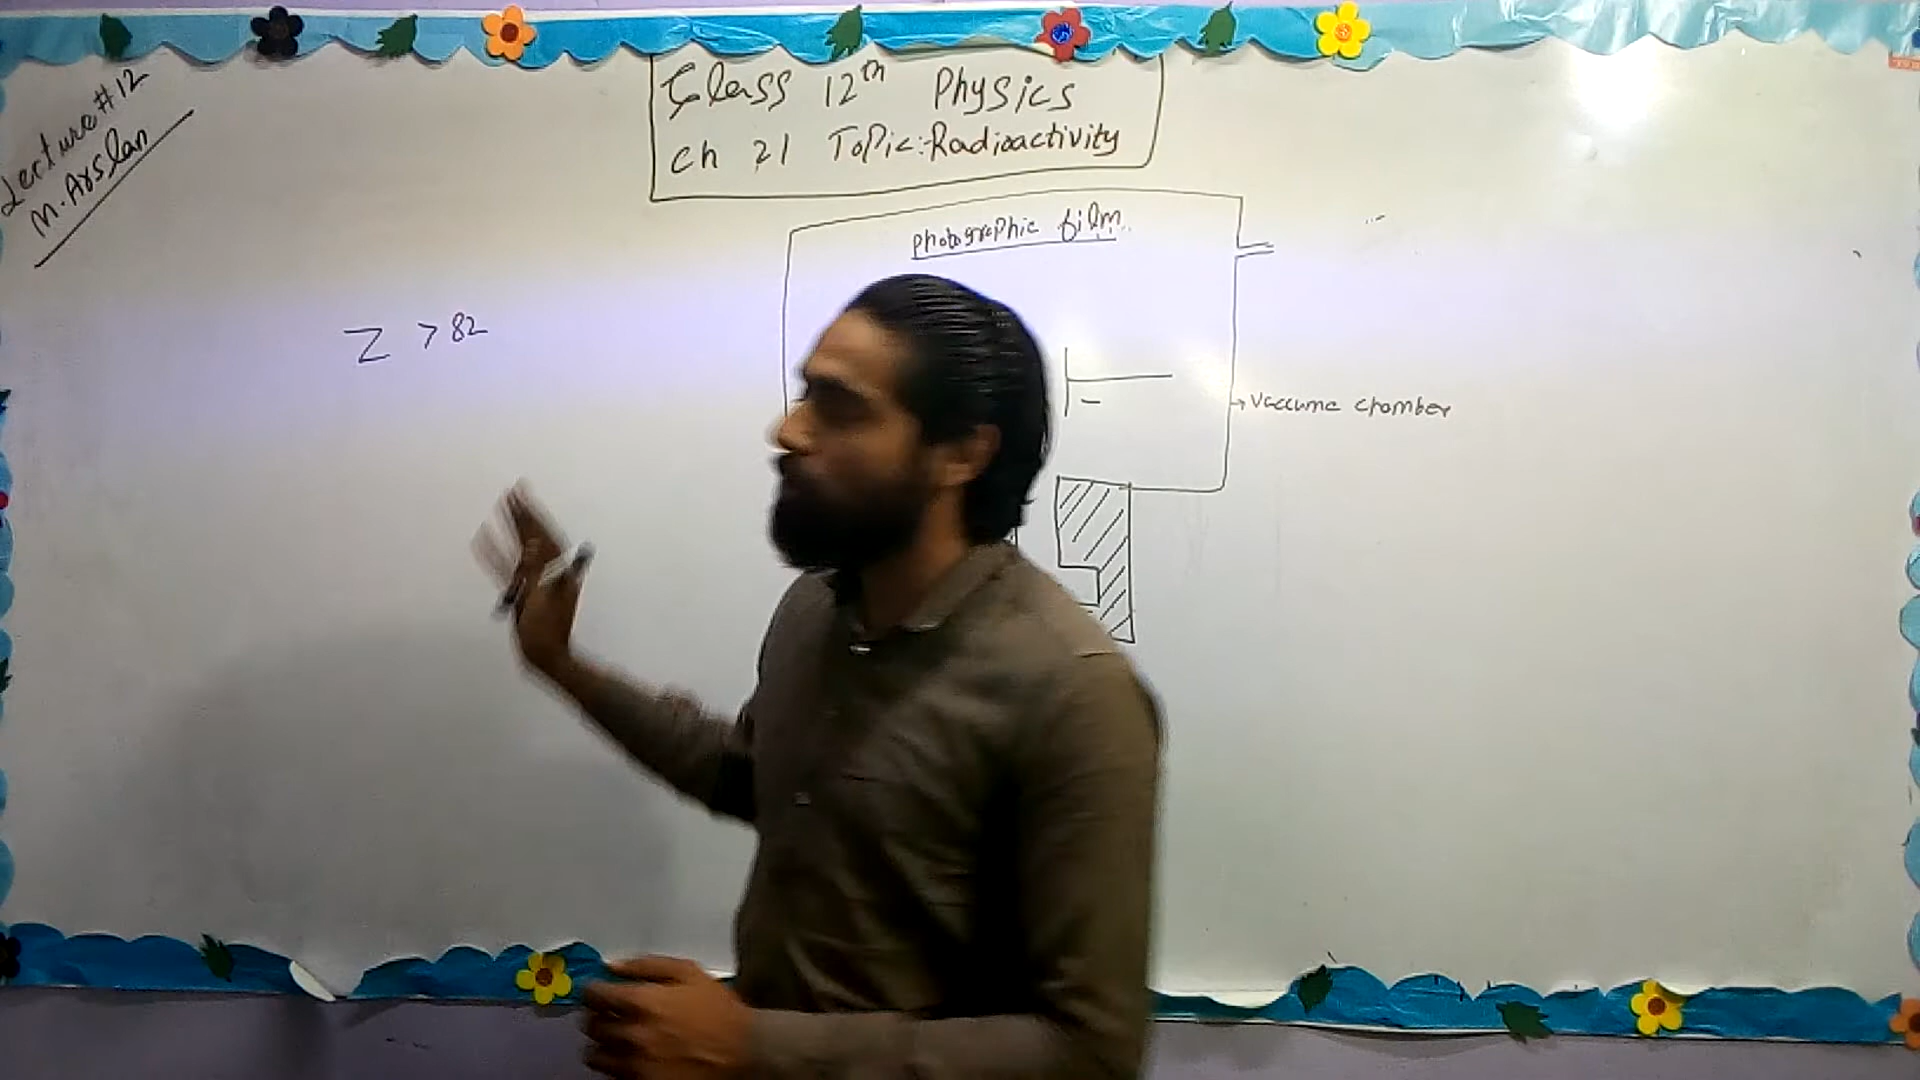 Lecture #12
M. Arslan
Class 12th Physics
Ch 21 Topic: Radioactivity
Photographic film
Z > 82
-
→ Vaccume chamber